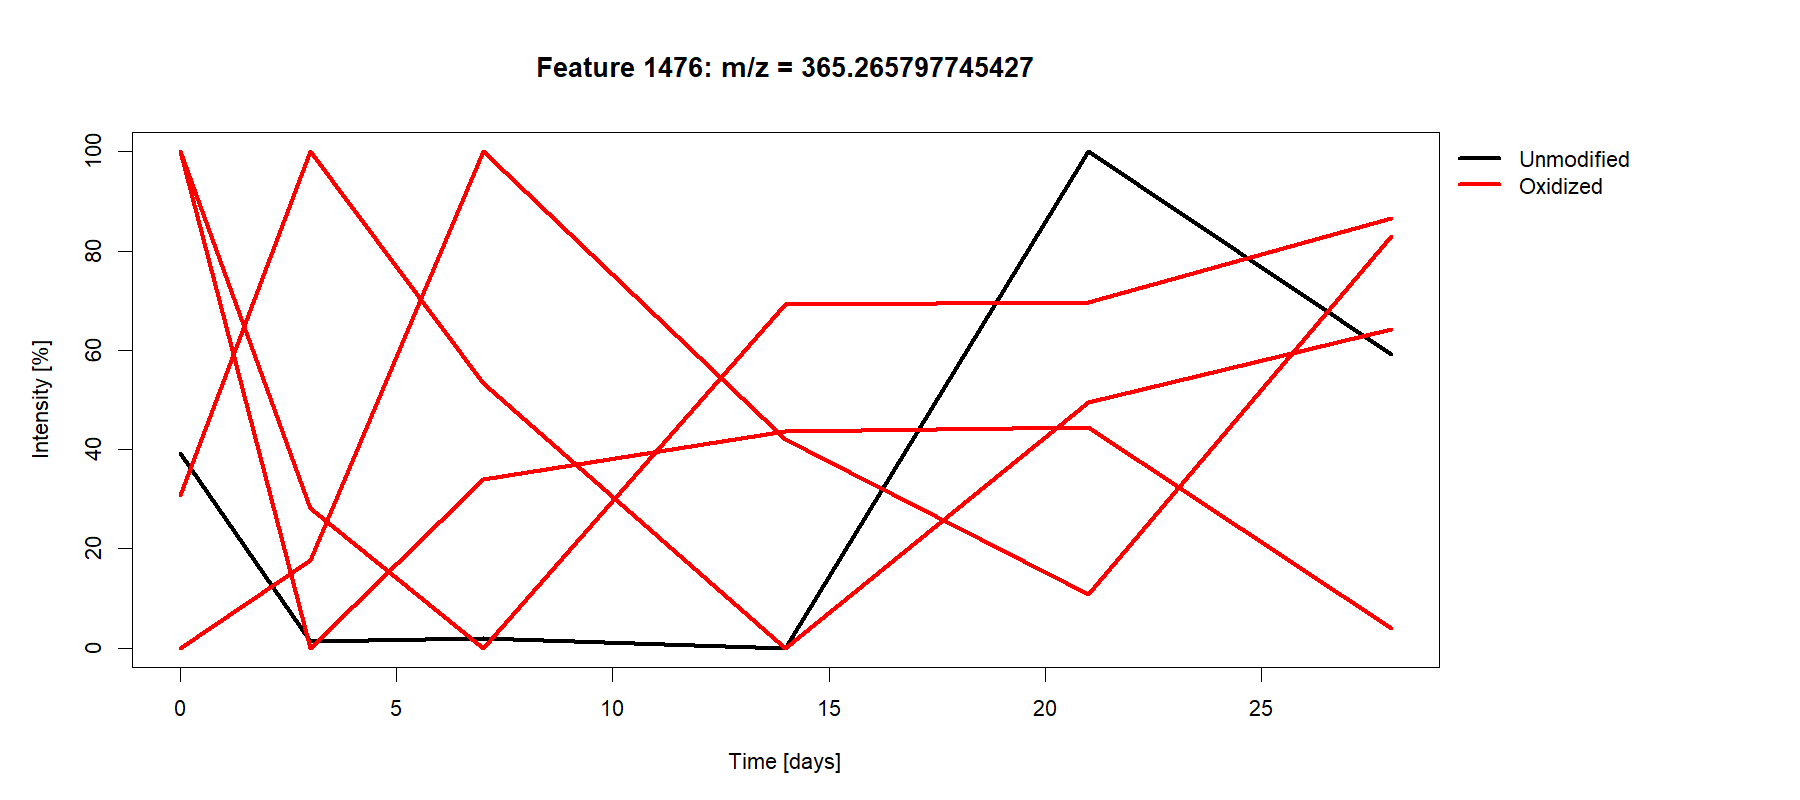 Feature 1476: m/z = 365.265797745427
Unmodified
Oxidized
Intensity [%]
100
80
60
40
20
0
0 5 10 15 20 25
Time [days]